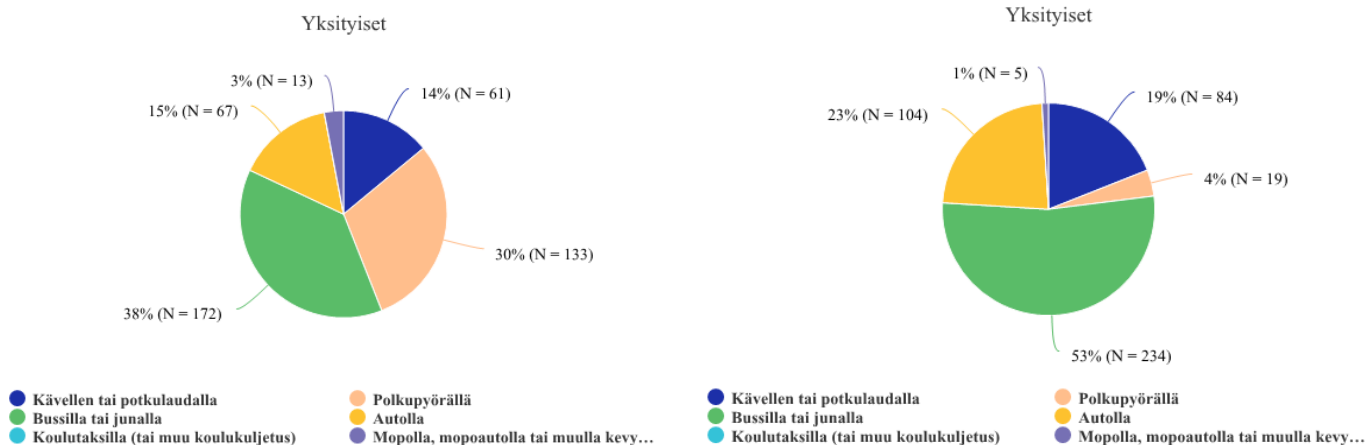 Yksityiset
3% (N = 13)
14% (N = 61)
15% (N = 67)
30% (N = 133)
38% (N = 172)
Kävellen tai potkulaudalla
Polkupyörällä
Bussilla tai junalla
Autolla
Koulutaksilla (tai muu koulukuljetus)
Mopolla, mopoautolla tai muulla kevy…
Yksityiset
1% (N = 5)
19% (N = 84)
23% (N = 104)
4% (N = 19)
53% (N = 234)
Kävellen tai potkulaudalla
Polkupyörällä
Bussilla tai junalla
Autolla
Koulutaksilla (tai muu koulukuljetus)
Mopolla, mopoautolla tai muulla kevy…